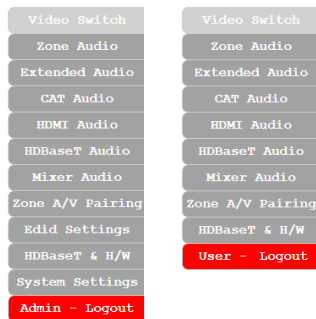 Video Switch
Zone Audio
Extended Audio
CAT Audio
HDMI Audio
HDBaseT Audio
Mixer Audio
Zone A/V Pairing
Edid Settings
HDBaseT & H/W
System Settings
Admin - Logout
Video Switch
Zone Audio
Extended Audio
CAT Audio
HDMI Audio
HDBaseT Audio
Mixer Audio
Zone A/V Pairing
HDBaseT & H/W
User - Logout